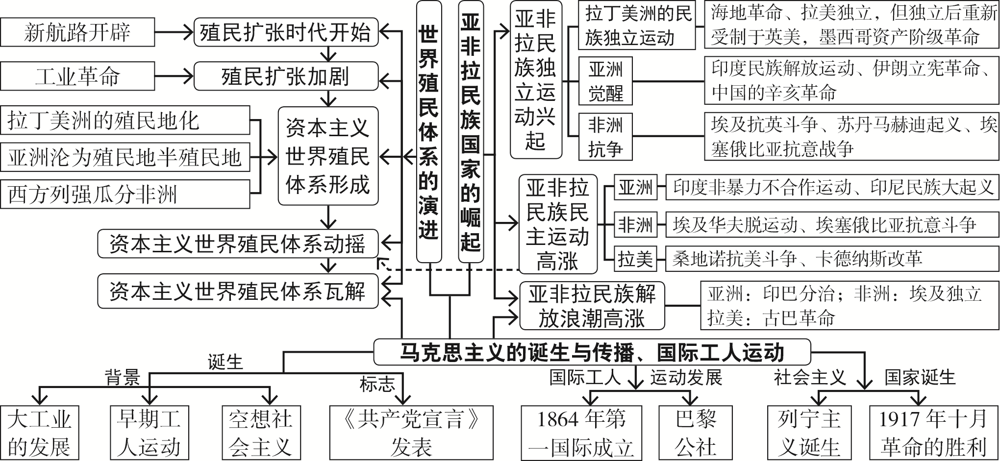 新航路开辟
殖民扩张时代开始
工业革命
殖民扩张加剧
拉丁美洲的殖民地化
亚洲沦为殖民地半殖民地
西方列强瓜分非洲
资本主义
世界殖民
体系形成
资本主义世界殖民体系动摇
资本主义世界殖民体系瓦解
世界殖民体系的演进
亚非拉民族国家的崛起
亚非
拉民
族独
立运
动兴
起
拉丁美洲的民
族独立运动
海地革命、拉美独立，但独立后重新
受制于英美，墨西哥资产阶级革命
亚洲
觉醒
印度民族解放运动、伊朗立宪革命、
中国的辛亥革命
非洲
抗争
埃及抗英斗争、苏丹马赫迪起义、埃
塞俄比亚抗意战争
亚非拉
民族民
主运动
高涨
亚洲
印度非暴力不合作运动、印尼民族大起义
非洲
埃及华夫脱运动、埃塞俄比亚抗意斗争
拉美
桑地诺抗美斗争、卡德纳斯改革
亚非拉民族解
放浪潮高涨
亚洲：印巴分治；非洲：埃及独立
拉美：古巴革命
马克思主义的诞生与传播、国际工人运动
诞生
背景
标志
大工业
的发展
早期工
人运动
空想社
会主义
《共产党宣言》
发表
国际工人 运动发展
1864 年第
一国际成立
巴黎
公社
社会主义 国家诞生
列宁主
义诞生
1917 年十月
革命的胜利